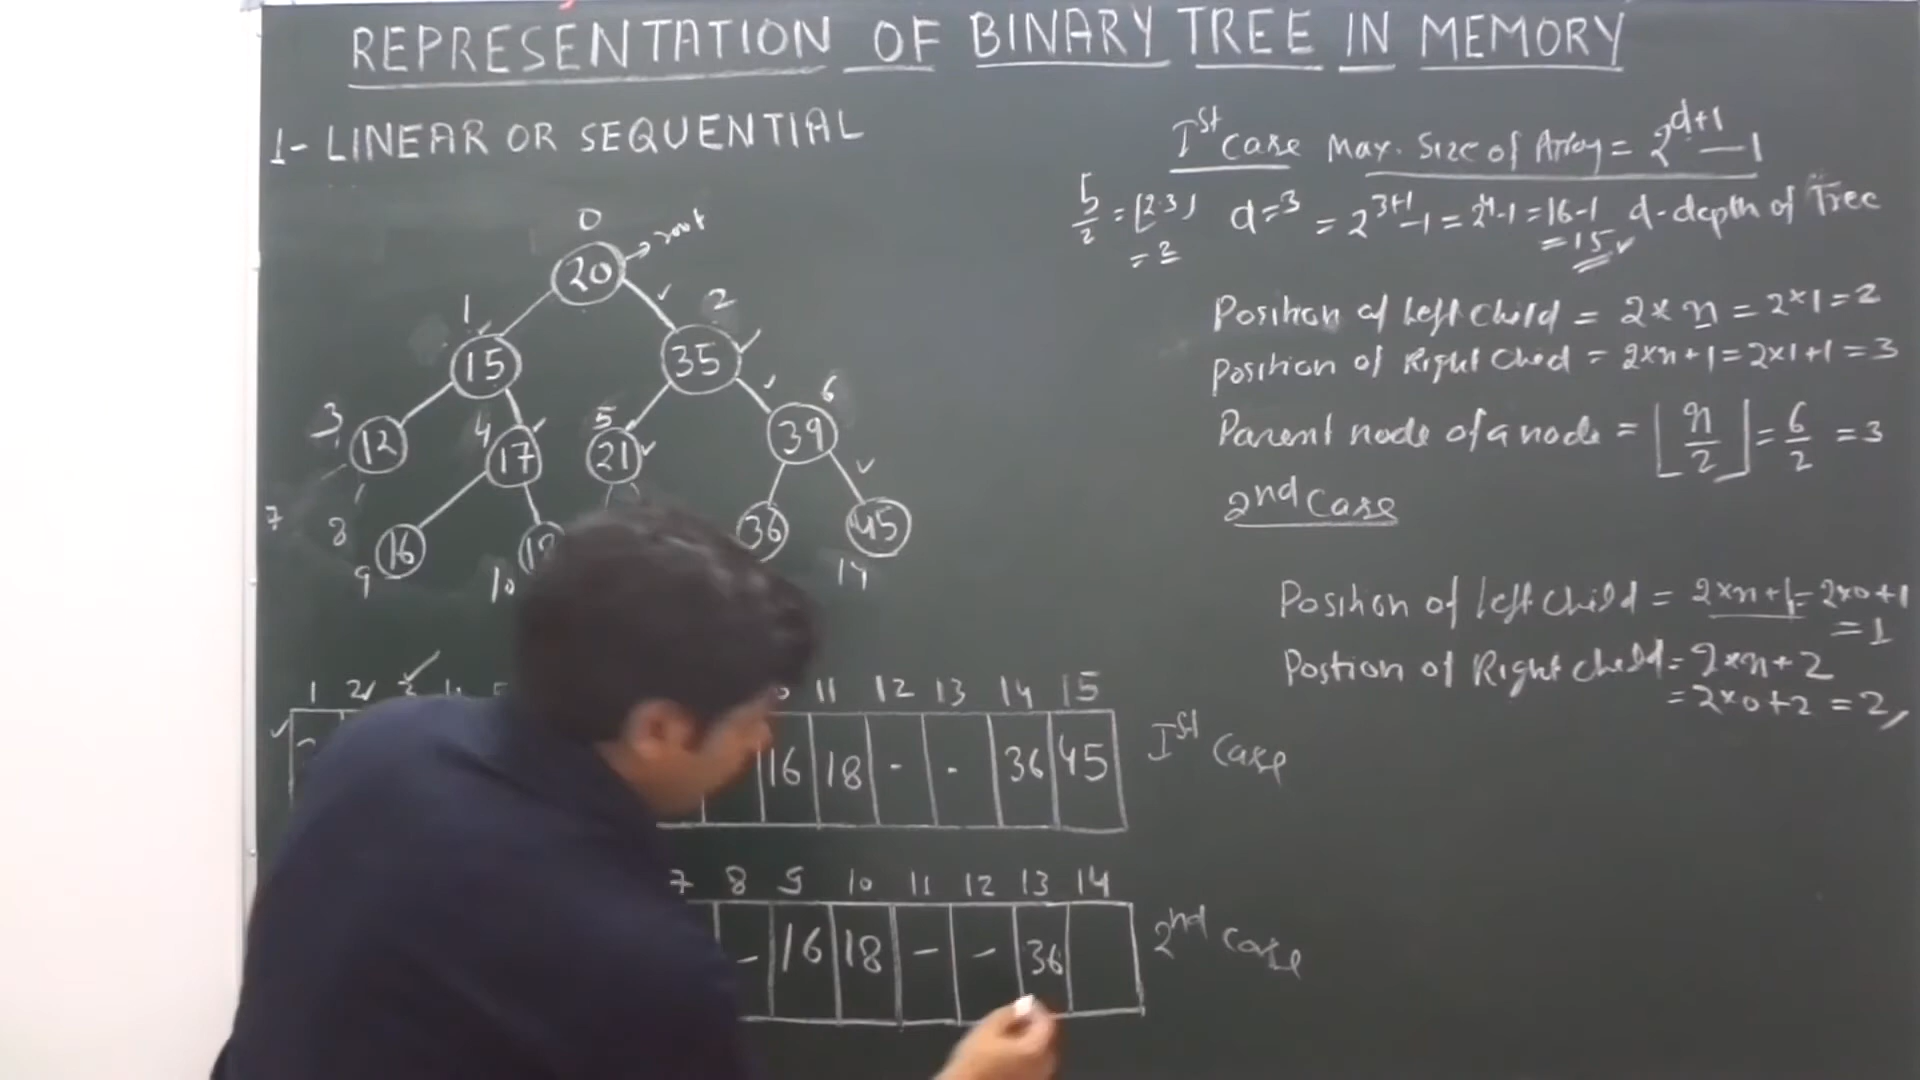 REPRESENTATION OF BINARY TREE IN MEMORY
1- LINEAR OR SEQUENTIAL
Ist case Max. Size of Array = 2^d+1 - 1
5/2 = = 2
d=3 = 2^3+1 - 1 = 2^4 - 1 = 16-1 d-depth of Tree
= 15 ✓
0
20 → root
1 2
15 35
3 4 5 6
12 17 21 39
7 8 16 36 45
9 10 14
Position of Left child = 2 * n = 2 * 1 = 2
Position of Right = 2*n+1 = 2x1+1 = 3
Parent node of a node = ⌊n/2⌋ = 6/2 = 3
2nd Case
Position of left child = 2*n+1 = 2*0+1
= 1
Postion of Right child = 2*n+2
= 2*0+2 = 2
1 2 3 11 12 13 14 15
16 18 - - 36 45 Ist case
7 8 9 10 11 12 13 14
- 16 18 - - 36 2nd case